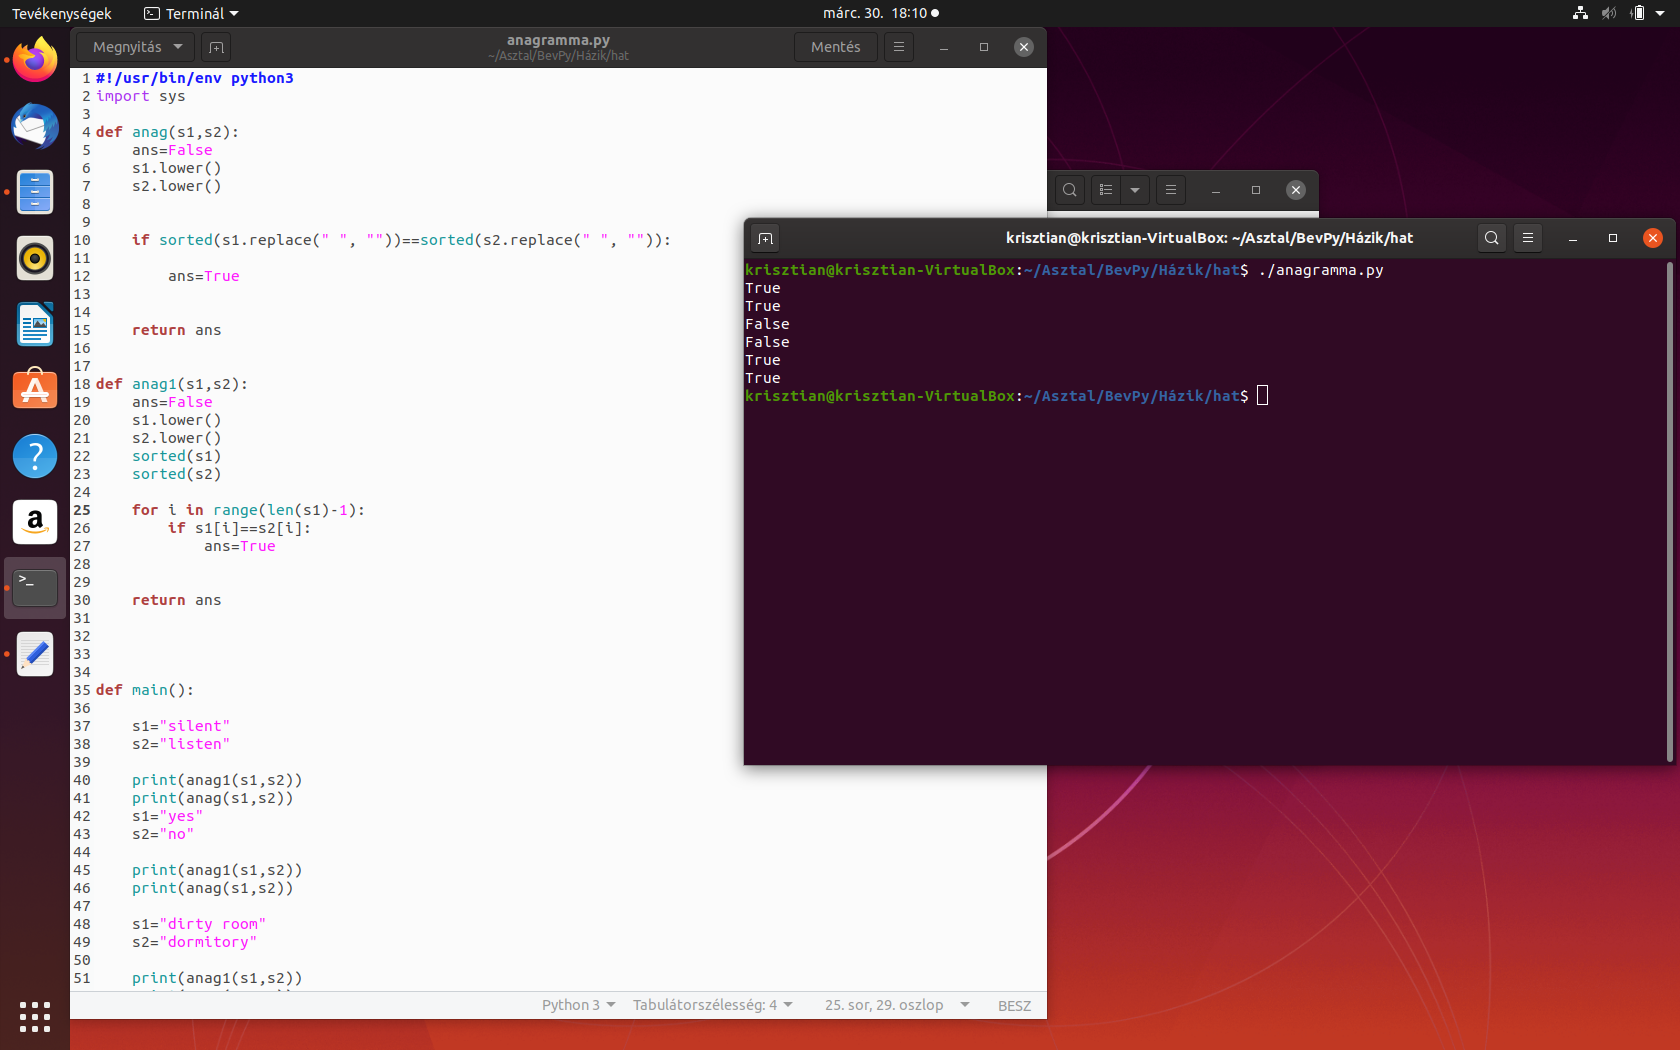 Tevékenységek
Terminál
márc. 30. 18:10
Megnyitás
anagramma.py
~/Asztal/BevPy/Házik/hat
Mentés
1 #!/usr/bin/env python3
2 import sys
3
4 def anag(s1,s2):
5     ans=False
6     s1.lower()
7     s2.lower()
8
9
10     if sorted(s1.replace(" ", ""))==sorted(s2.replace(" ", "")):
11
12         ans=True
13
14
15     return ans
16
17
18 def anag1(s1,s2):
19     ans=False
20     s1.lower()
21     s2.lower()
22     sorted(s1)
23     sorted(s2)
24
25     for i in range(len(s1)-1):
26         if s1[i]==s2[i]:
27             ans=True
28
29
30     return ans
31
32
33
34
35 def main():
36
37     s1="silent"
38     s2="listen"
39
40     print(anag1(s1,s2))
41     print(anag(s1,s2))
42     s1="yes"
43     s2="no"
44
45     print(anag1(s1,s2))
46     print(anag(s1,s2))
47
48     s1="dirty room"
49     s2="dormitory"
50
51     print(anag1(s1,s2))
Python 3
Tabulátorszélesség: 4
25. sor, 29. oszlop
BESZ
krisztian@krisztian-VirtualBox: ~/Asztal/BevPy/Házik/hat
krisztian@krisztian-VirtualBox:~/Asztal/BevPy/Házik/hat$ ./anagramma.py
True
True
False
False
True
True
krisztian@krisztian-VirtualBox:~/Asztal/BevPy/Házik/hat$
?
a
>_